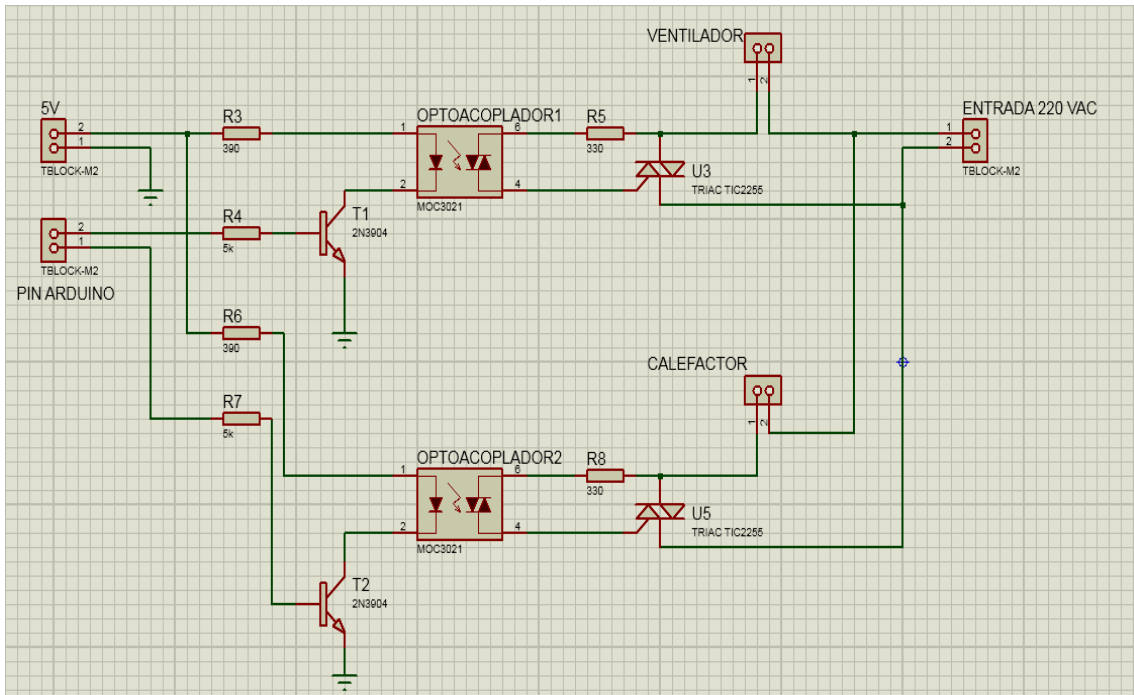 VENTILADOR
1
2
5V
2
1
TBLOCK-M2
R3
390
OPTOACOPLADOR1
1
6
2
4
MOC3021
R5
330
U3
TRIAC TIC2255
ENTRADA 220 VAC
1
2
TBLOCK-M2
2
1
TBLOCK-M2
PIN ARDUINO
R4
5k
T1
2N3904
R6
390
CALEFACTOR
1
2
R7
5k
OPTOACOPLADOR2
1
6
2
4
MOC3021
R8
330
U5
TRIAC TIC2255
T2
2N3904